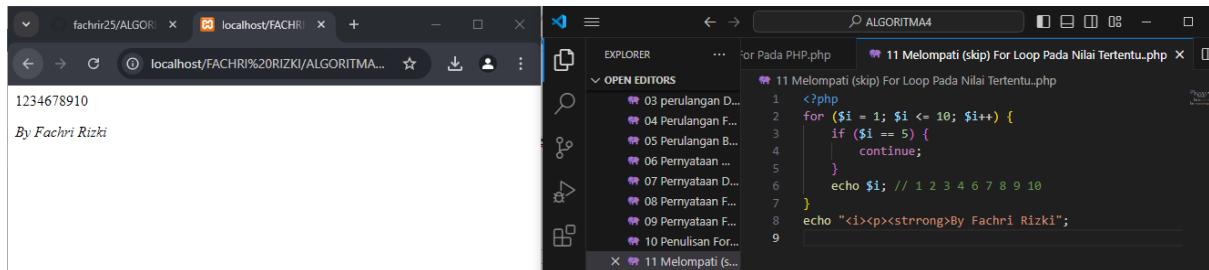 fachrir25/ALGORI
localhost/FACHRI
localhost/FACHRI%20RIZKI/ALGORITMA...
1234678910
By Fachri Rizki
ALGORITMA4
EXPLORER
OPEN EDITORS
03 perulangan D...
04 Perulangan F...
05 Perulangan B...
06 Pernyataan ...
07 Pernyataan D...
08 Pernyataan F...
09 Pernyataan F...
10 Penulisan For...
11 Melompati (s...
For Pada PHP.php
11 Melompati (skip) For Loop Pada Nilai Tertentu..php
11 Melompati (skip) For Loop Pada Nilai Tertentu..php
1 <?php
2 for ($i = 1; $i <= 10; $i++) {
3 if ($i == 5) {
4 continue;
5 }
6 echo $i; // 1 2 3 4 6 7 8 9 10
7 }
8 echo "<i><p><strrong>By Fachri Rizki";
9